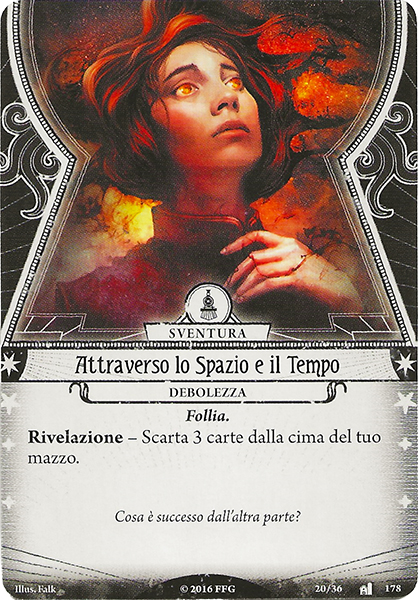 SVENTURA
Attraverso lo Spazio e il Tempo
DEBOLEZZA
Follia.
Rivelazione – Scarta 3 carte dalla cima del tuo
mazzo.
Cosa è successo dall'altra parte?
Illus. Falk © 2016 FFG 20/36 178